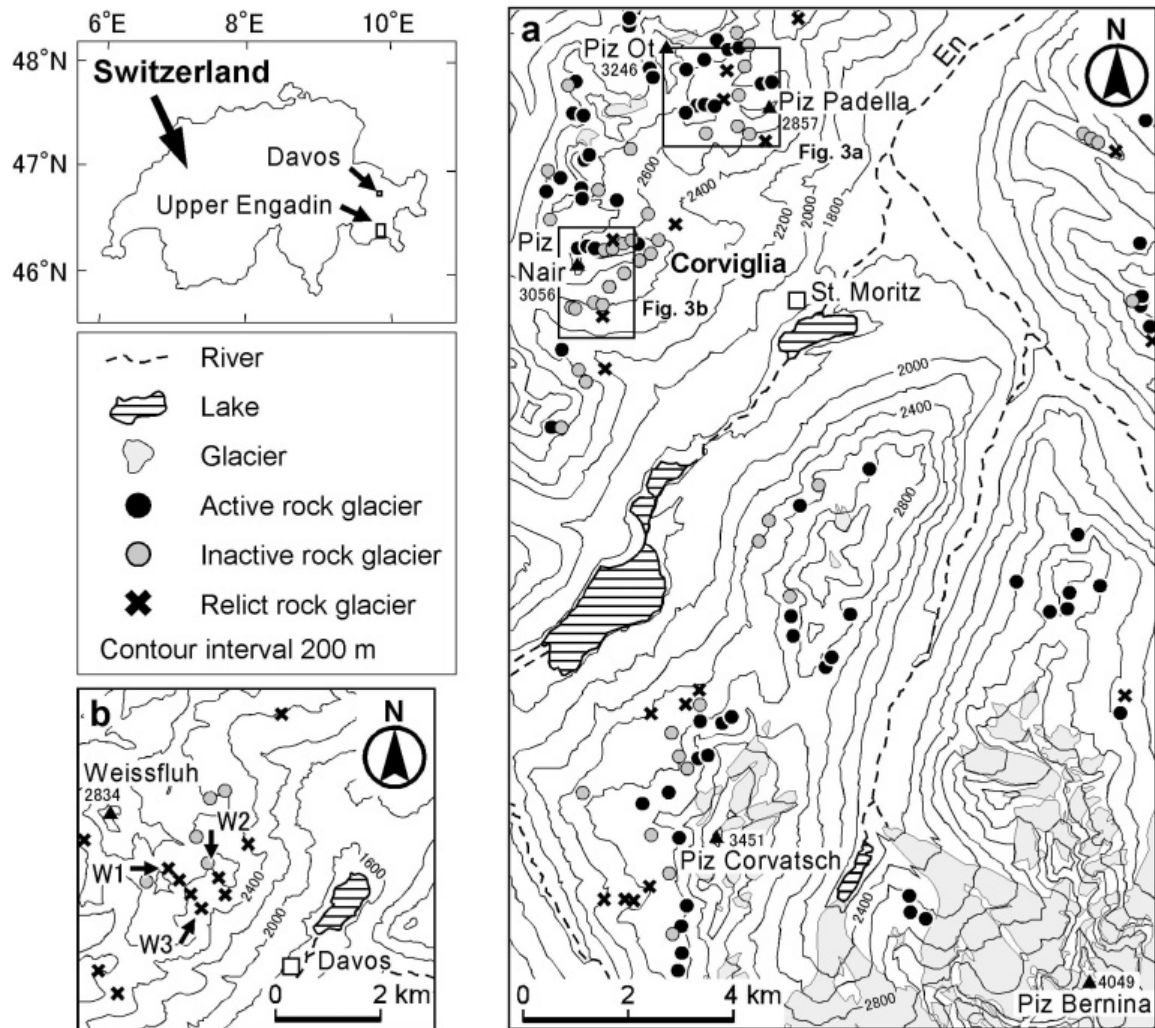 6°E
8°E
10°E
48°N
47°N
46°N
Switzerland
Davos
Upper Engadin
River
Lake
Glacier
Active rock glacier
Inactive rock glacier
Relict rock glacier
Contour interval 200 m
b
N
Weissfluh
2834
W2
W1
W3
1600
2400
2000
Davos
0
2 km
a
N
Piz Ot
3246
En
Piz Padella
2857
Fig. 3a
2600
2400
2200
2000
1800
Piz
Nair
3056
Corviglia
Fig. 3b
St. Moritz
2000
2400
2800
3451
Piz Corvatsch
2400
2800
4049
Piz Bernina
0
2
4 km